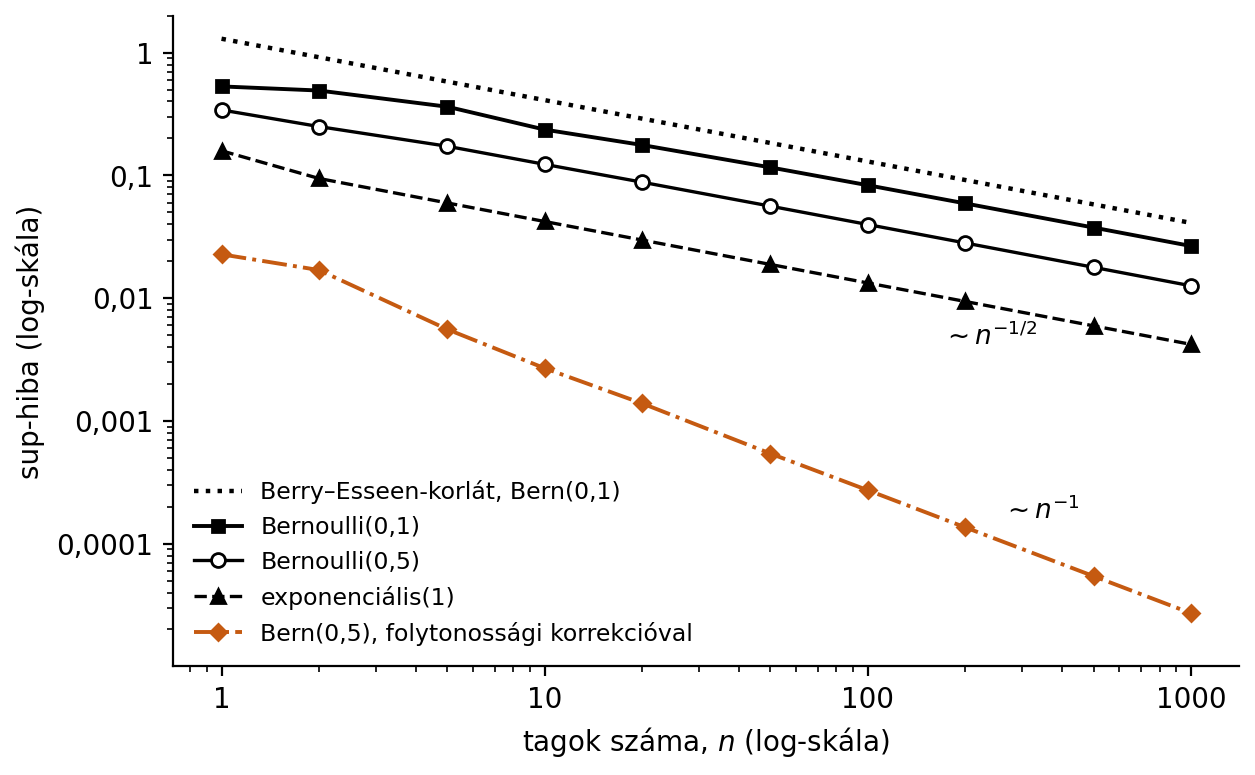 1
0,1
0,01
0,001
0,0001
sup-hiba (log-skála)
~ n^{-1/2}
~ n^{-1}
Berry–Esseen-korlát, Bern(0,1)
Bernoulli(0,1)
Bernoulli(0,5)
exponenciális(1)
Bern(0,5), folytonossági korrekcióval
1 10 100 1000
tagok száma, n (log-skála)